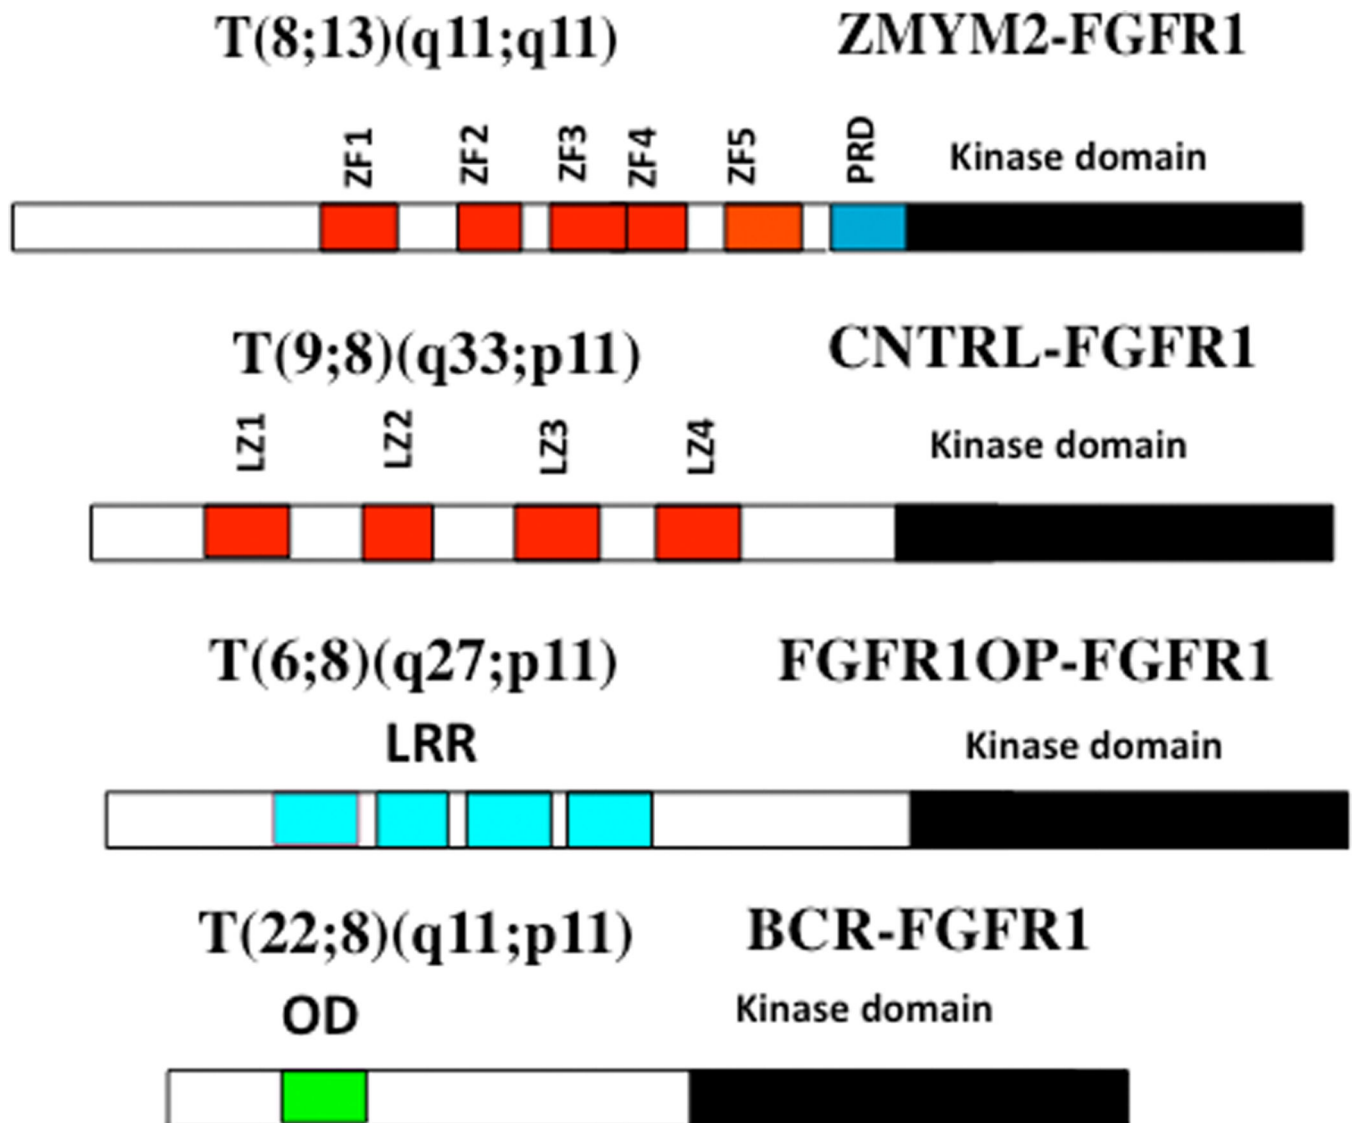 T(8;13)(q11;q11) ZMYM2-FGFR1
ZF1 ZF2 ZF3 ZF4 ZF5 PRD Kinase domain
T(9;8)(q33;p11) CNTRL-FGFR1
LZ1 LZ2 LZ3 LZ4 Kinase domain
T(6;8)(q27;p11) FGFR1OP-FGFR1
LRR Kinase domain
T(22;8)(q11;p11) BCR-FGFR1
OD Kinase domain